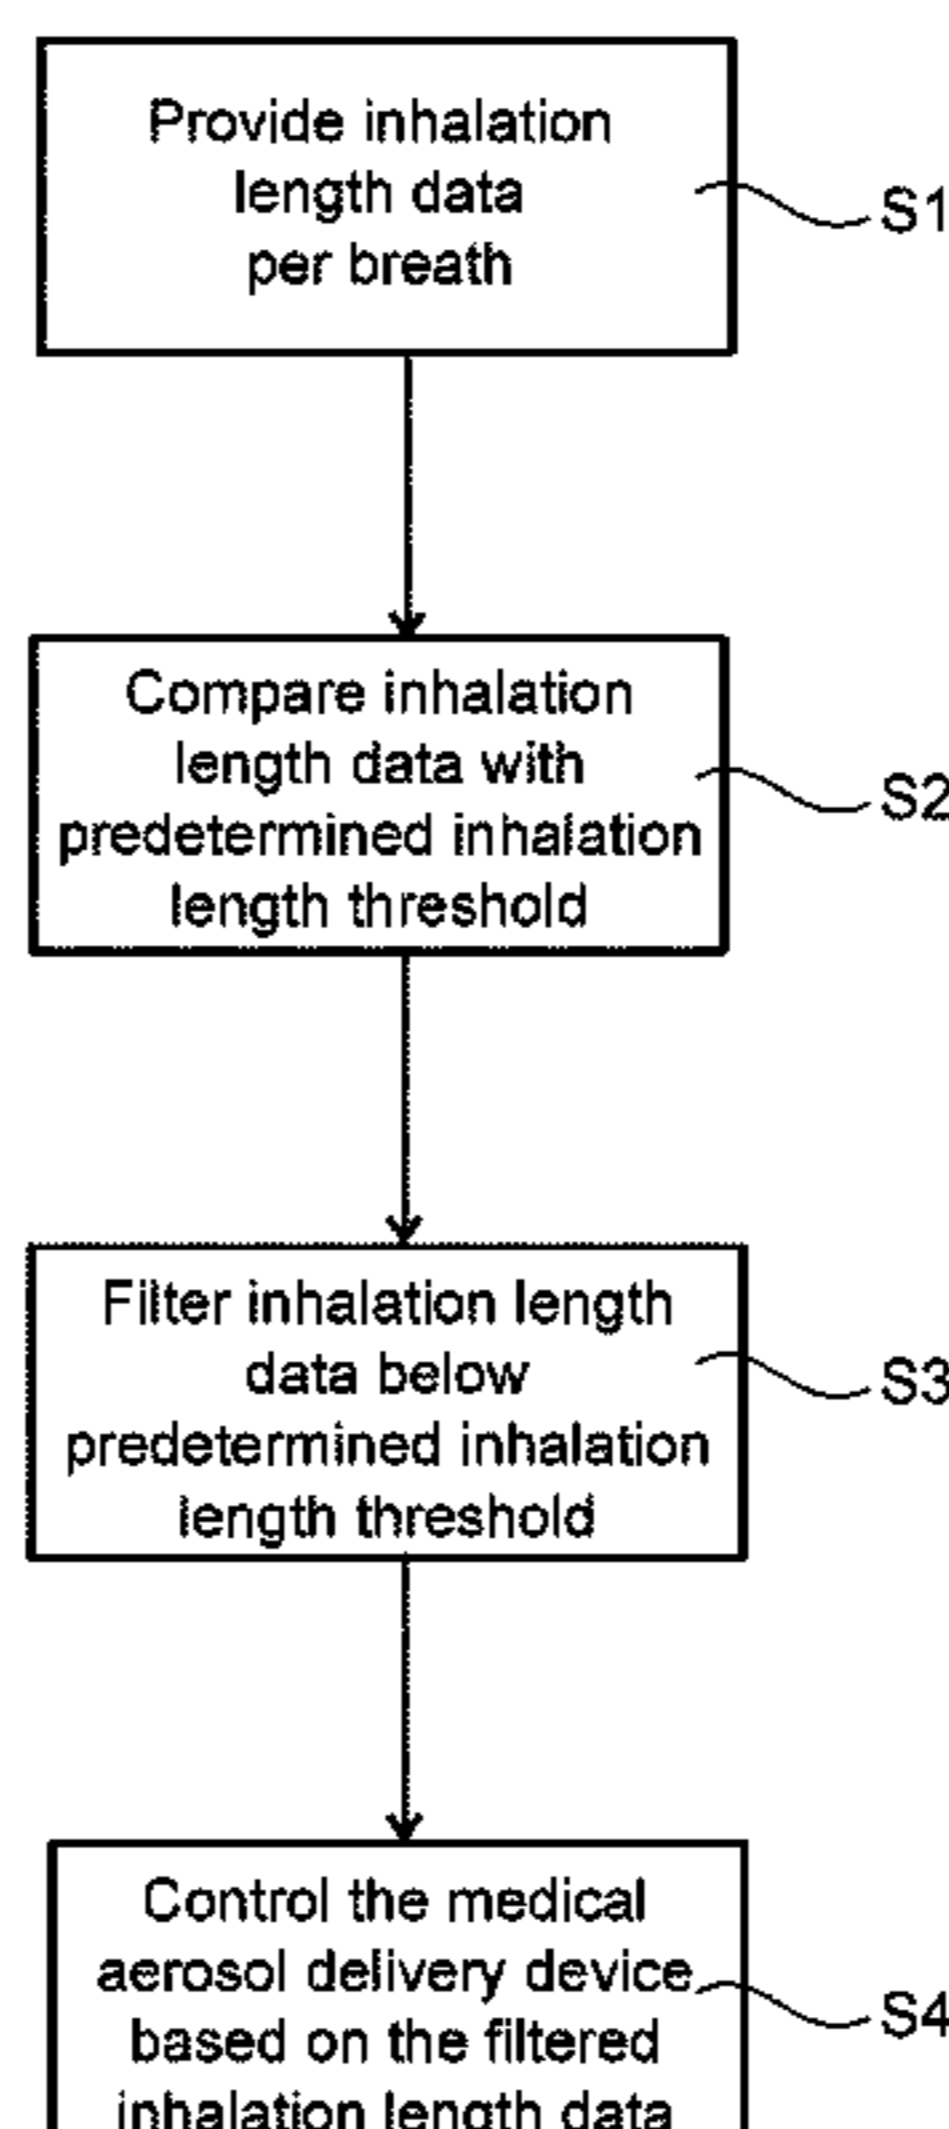 Provide inhalation
length data
per breath
S1
Compare inhalation
length data with
predetermined inhalation
length threshold
S2
Filter inhalation length
data below
predetermined inhalation
length threshold
S3
Control the medical
aerosol delivery device
based on the filtered
inhalation length data
S4